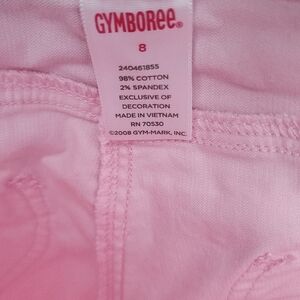 GYMBOREE®
8
240461855
98% COTTON
2% SPANDEX
EXCLUSIVE OF
DECORATION
MADE IN VIETNAM
RN 70530
©2008 GYM-MARK, INC.